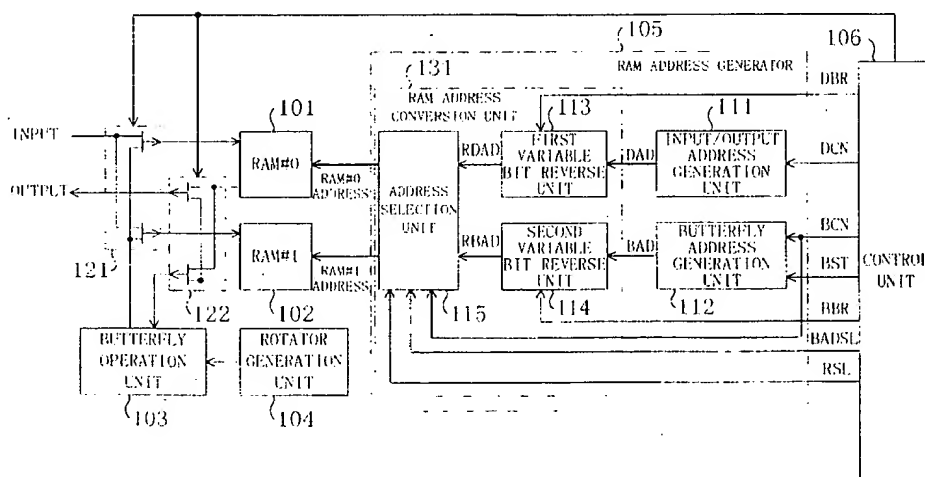 105
106
131
RAM ADDRESS GENERATOR
DBR
RAM ADDRESS
CONVERSION UNIT
101
113
111
INPUT
RAM#0
RDAD
FIRST
VARIABLE
BIT REVERSE
UNIT
DAD
INPUT/OUTPUT
ADDRESS
GENERATION
UNIT
DCN
OUTPUT
RAM#0
ADDRESS
ADDRESS
SELECTION
UNIT
RAM#1
RBAD
SECOND
VARIABLE
BIT REVERSE
UNIT
BAD
BUTTERFLY
ADDRESS
GENERATION
UNIT
BCN
BST
CONTROL
UNIT
121
122
102
RAM#1
ADDRESS
115
114
112
BBR
BADSL
RSL
BUTTERFLY
OPERATION
UNIT
ROTATOR
GENERATION
UNIT
103
104